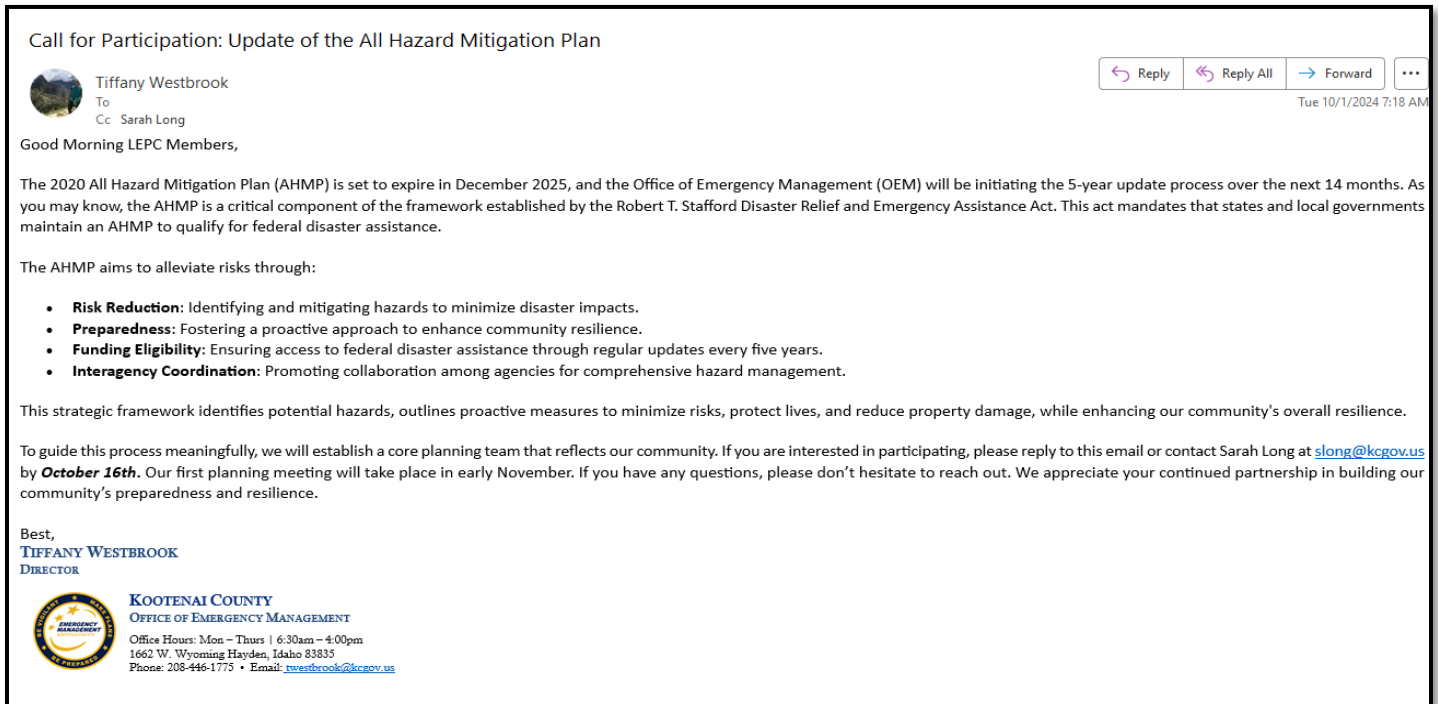 Call for Participation: Update of the All Hazard Mitigation Plan
Tiffany Westbrook
To
Cc Sarah Long
Reply
Reply All
Forward
Tue 10/1/2024 7:18 AM
Good Morning LEPC Members,
The 2020 All Hazard Mitigation Plan (AHMP) is set to expire in December 2025, and the Office of Emergency Management (OEM) will be initiating the 5-year update process over the next 14 months. As
you may know, the AHMP is a critical component of the framework established by the Robert T. Stafford Disaster Relief and Emergency Assistance Act. This act mandates that states and local governments
maintain an AHMP to qualify for federal disaster assistance.
The AHMP aims to alleviate risks through:
• Risk Reduction: Identifying and mitigating hazards to minimize disaster impacts.
• Preparedness: Fostering a proactive approach to enhance community resilience.
• Funding Eligibility: Ensuring access to federal disaster assistance through regular updates every five years.
• Interagency Coordination: Promoting collaboration among agencies for comprehensive hazard management.
This strategic framework identifies potential hazards, outlines proactive measures to minimize risks, protect lives, and reduce property damage, while enhancing our community's overall resilience.
To guide this process meaningfully, we will establish a core planning team that reflects our community. If you are interested in participating, please reply to this email or contact Sarah Long at slong@kcgov.us
by October 16th. Our first planning meeting will take place in early November. If you have any questions, please don’t hesitate to reach out. We appreciate your continued partnership in building our
community’s preparedness and resilience.
Best,
TIFFANY WESTBROOK
DIRECTOR
BE VIGILANT
MAKE PLANS
EMERGENCY
MANAGEMENT
BE PREPARED
KOOTENAI COUNTY
OFFICE OF EMERGENCY MANAGEMENT
Office Hours: Mon – Thurs | 6:30am – 4:00pm
1662 W. Wyoming Hayden, Idaho 83835
Phone: 208-446-1775 • Email: twestbrook@kcgov.us